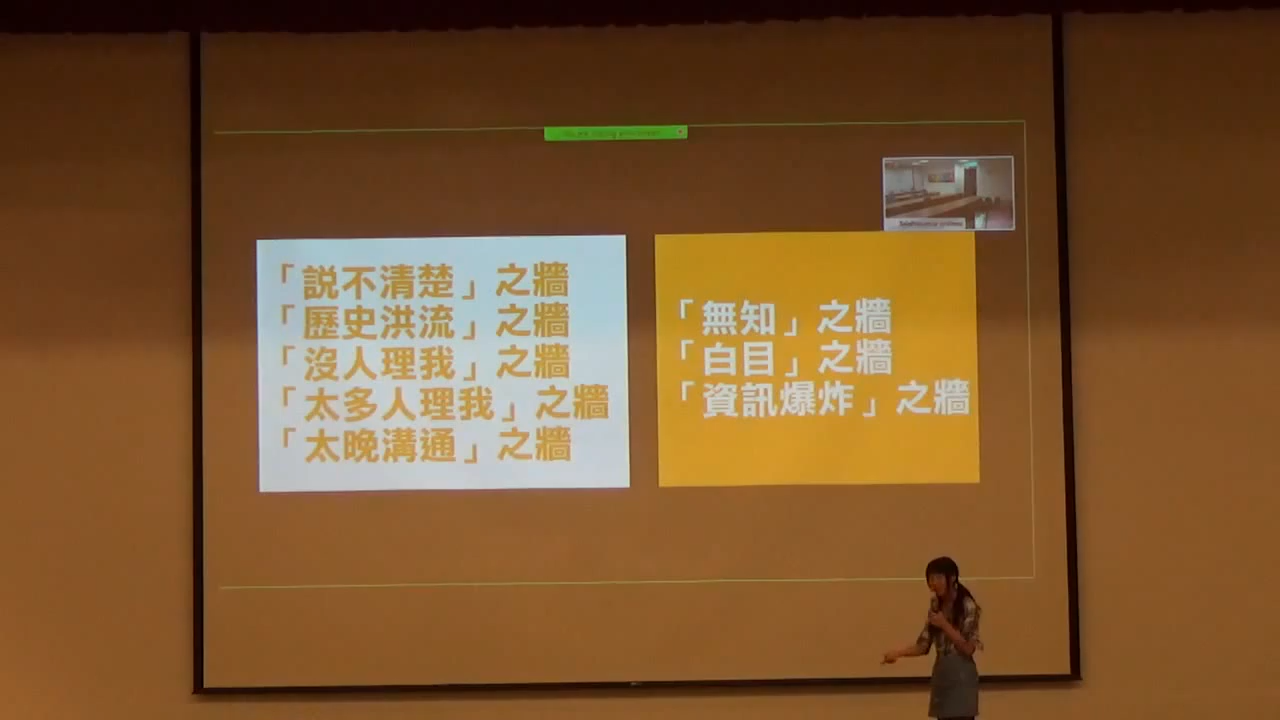 「説不清楚」之牆
「歷史洪流」之牆
「沒人理我」之牆
「太多人理我」之牆
「太晚溝通」之牆
「無知」之牆
「白目」之牆
「資訊爆炸」之牆